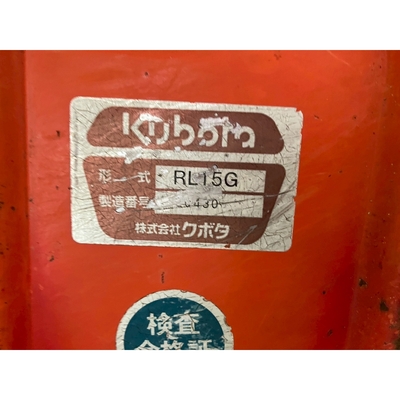 Kubota
形 式 RL15G
製造番号 430
株式会社クボタ
検査
合格証